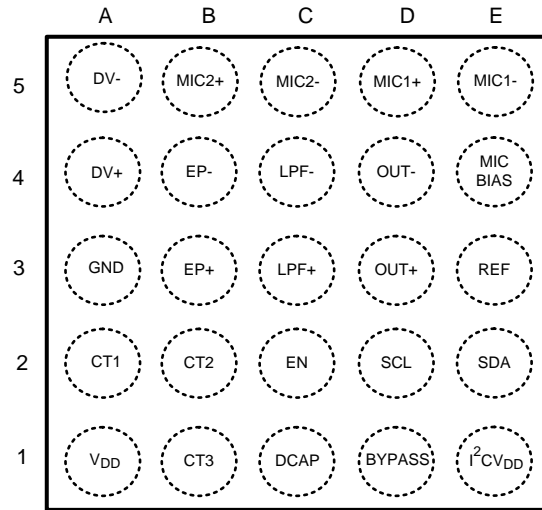 A B C D E
5 DV- MIC2+ MIC2- MIC1+ MIC1-
4 DV+ EP- LPF- OUT- MIC BIAS
3 GND EP+ LPF+ OUT+ REF
2 CT1 CT2 EN SCL SDA
1 VDD CT3 DCAP BYPASS I²CVDD